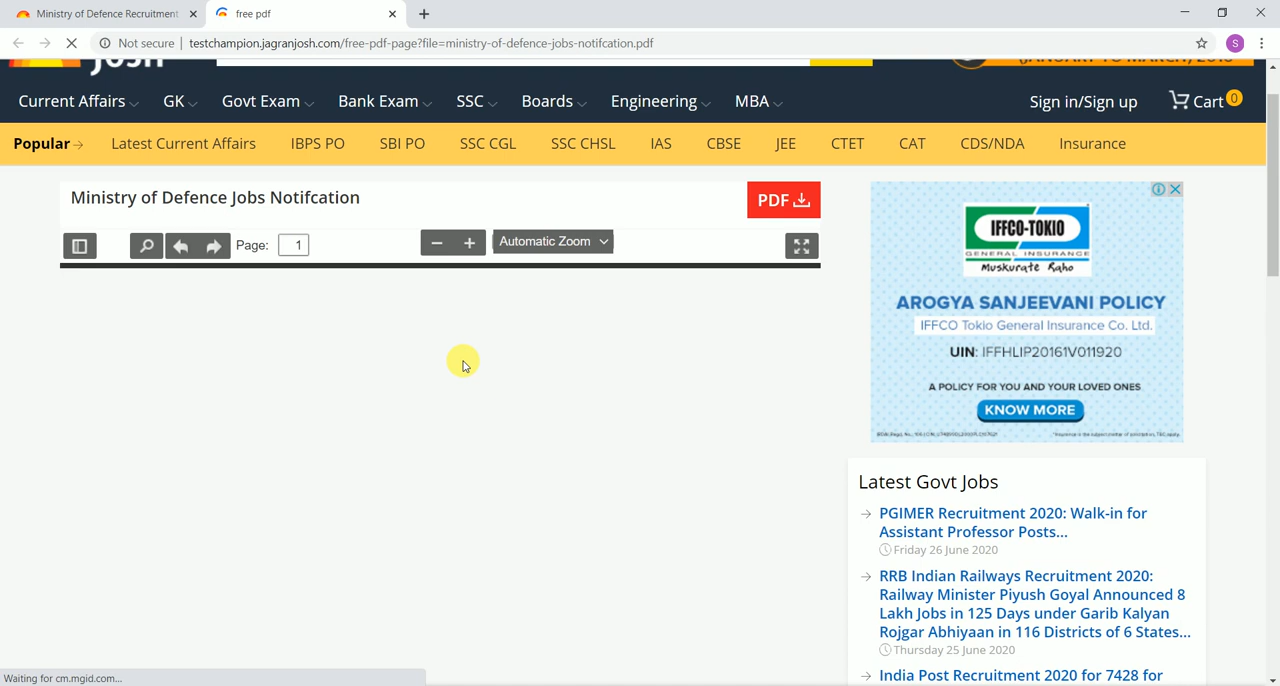 Ministry of Defence Recruitment
free pdf
Not secure | testchampion.jagranjosh.com/free-pdf-page?file=ministry-of-defence-jobs-notifcation.pdf
S
Current Affairs GK Govt Exam Bank Exam SSC Boards Engineering MBA Sign in/Sign up Cart 0
Popular Latest Current Affairs IBPS PO SBI PO SSC CGL SSC CHSL IAS CBSE JEE CTET CAT CDS/NDA Insurance
Ministry of Defence Jobs Notifcation
PDF
Page: 1
Automatic Zoom
IFFCO-TOKIO
GENERAL INSURANCE
Muskurate Raho
AROGYA SANJEEVANI POLICY
IFFCO Tokio General Insurance Co. Ltd.
UIN: IFFHLIP20161V011920
A POLICY FOR YOU AND YOUR LOVED ONES
KNOW MORE
Latest Govt Jobs
PGIMER Recruitment 2020: Walk-in for
Assistant Professor Posts...
Friday 26 June 2020
RRB Indian Railways Recruitment 2020:
Railway Minister Piyush Goyal Announced 8
Lakh Jobs in 125 Days under Garib Kalyan
Rojgar Abhiyaan in 116 Districts of 6 States...
Thursday 25 June 2020
India Post Recruitment 2020 for 7428 for
Waiting for cm.mgid.com...